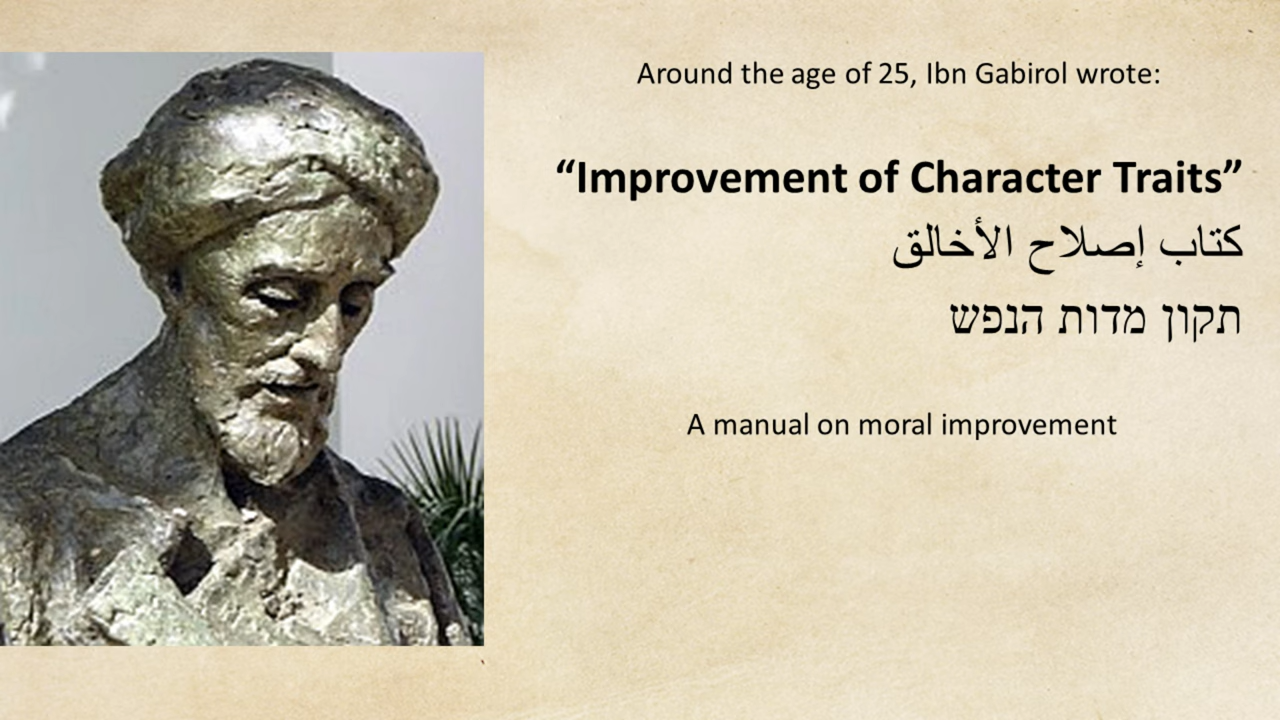 Around the age of 25, Ibn Gabirol wrote:
“Improvement of Character Traits”
كتاب إصلاح الأخالق
תקון מדות הנפש
A manual on moral improvement